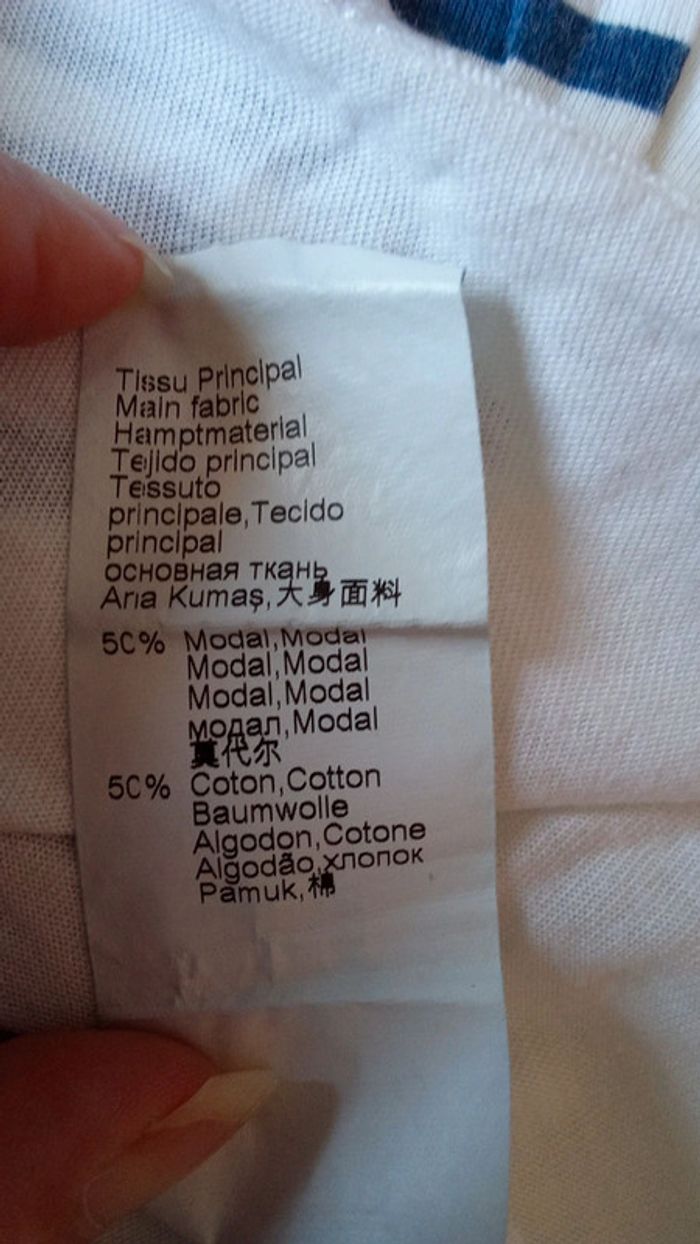 Tissu Principal
Main fabric
Hamptmaterial
Tejido principal
Tessuto
principale,Tecido
principal
основная ткань
Ana Kumaş,大身面料
50% Modal,Modal
Modal,Modal
Modal,Modal
модал,Modal
莫代尔
50% Coton,Cotton
Baumwolle
Algodon,Cotone
Algodão,хлопок
Pamuk,棉